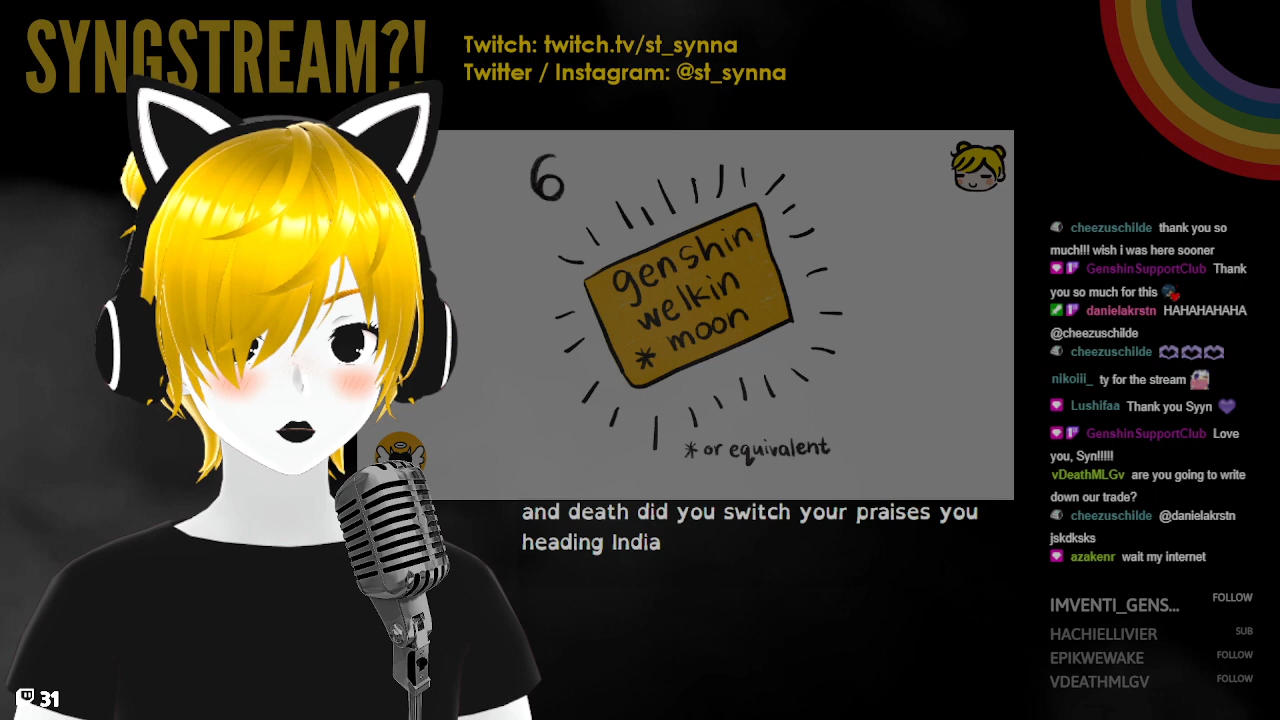 SYNGSTREAM?!
Twitch: twitch.tv/st_synna
Twitter / Instagram: @st_synna
6
genshin
welkin
* moon
* or equivalent
and death did you switch your praises you
heading India
cheezuschilde thank you so
much!!! wish i was here sooner
GenshinSupportClub Thank
you so much for this
danielakrstn HAHAHAHAHA
@cheezuschilde
cheezuschilde
nikoiii_ ty for the stream
Lushifaa Thank you Syyn
GenshinSupportClub Love
you, Syn!!!!!
vDeathMLGv are you going to write
down our trade?
cheezuschilde @danielakrstn
jskdksks
azakenr wait my internet
IMVENTI_GENS... FOLLOW
HACHIELLIVIER SUB
EPIKWEWAKE FOLLOW
VDEATHMLGV FOLLOW
31